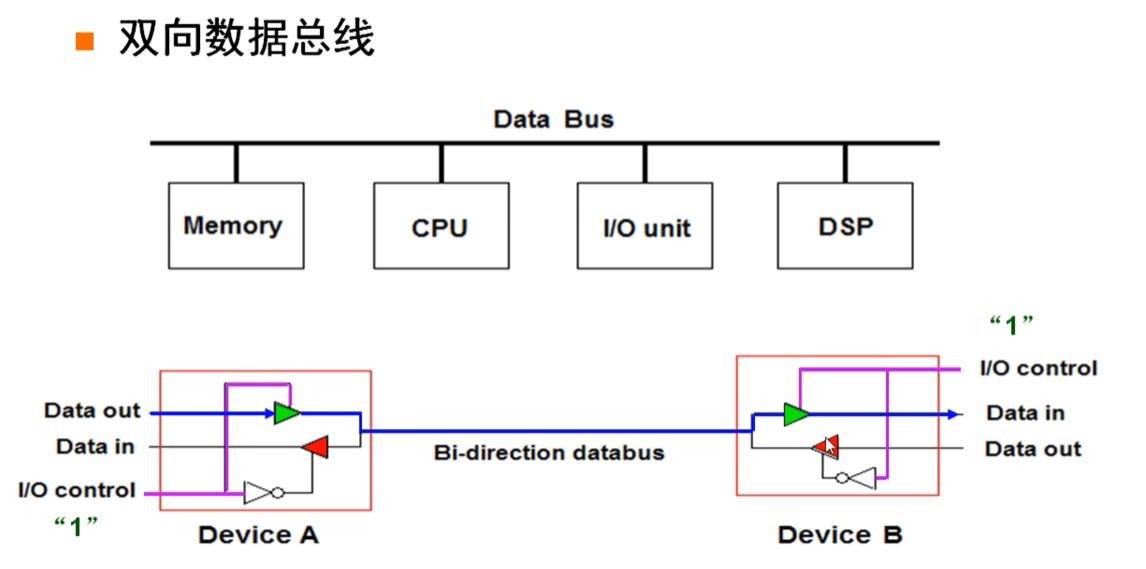 双向数据总线
Data Bus
Memory
CPU
I/O unit
DSP
“1”
I/O control
Data out
Data in
Data in
Data out
Bi-direction databus
I/O control
“1”
Device A
Device B